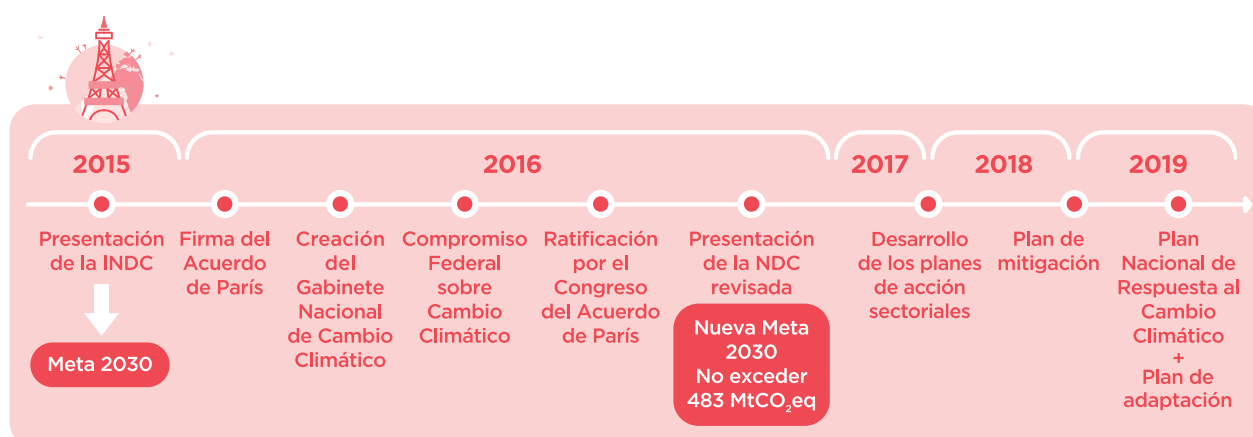 2015
2016
2017
2018
2019
Presentación
de la INDC
Meta 2030
Firma del
Acuerdo
de París
Creación
del
Gabinete
Nacional
de Cambio
Climático
Compromiso
Federal
sobre
Cambio
Climático
Ratificación
por el
Congreso
del Acuerdo
de París
Presentación
de la NDC
revisada
Nueva Meta
2030
No exceder
483 MtCO₂eq
Desarrollo
de los planes
de acción
sectoriales
Plan de
mitigación
Plan
Nacional de
Respuesta al
Cambio
Climático
+
Plan de
adaptación